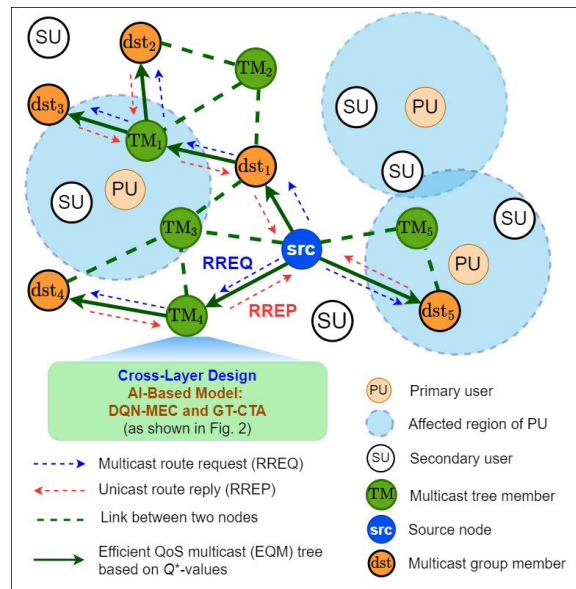 SU
dst2
TM2
dst3
SU
PU
TM1
dst1
SU
PU
SU
SU
TM3
src
TM5
RREQ
PU
dst4
TM4
RREP
SU
dst5
Cross-Layer Design
AI-Based Model:
DQN-MEC and GT-CTA
(as shown in Fig. 2)
Multicast route request (RREQ)
Unicast route reply (RREP)
Link between two nodes
Efficient QoS multicast (EQM) tree
based on Q*-values
PU Primary user
Affected region of PU
SU Secondary user
TM Multicast tree member
src Source node
dst Multicast group member